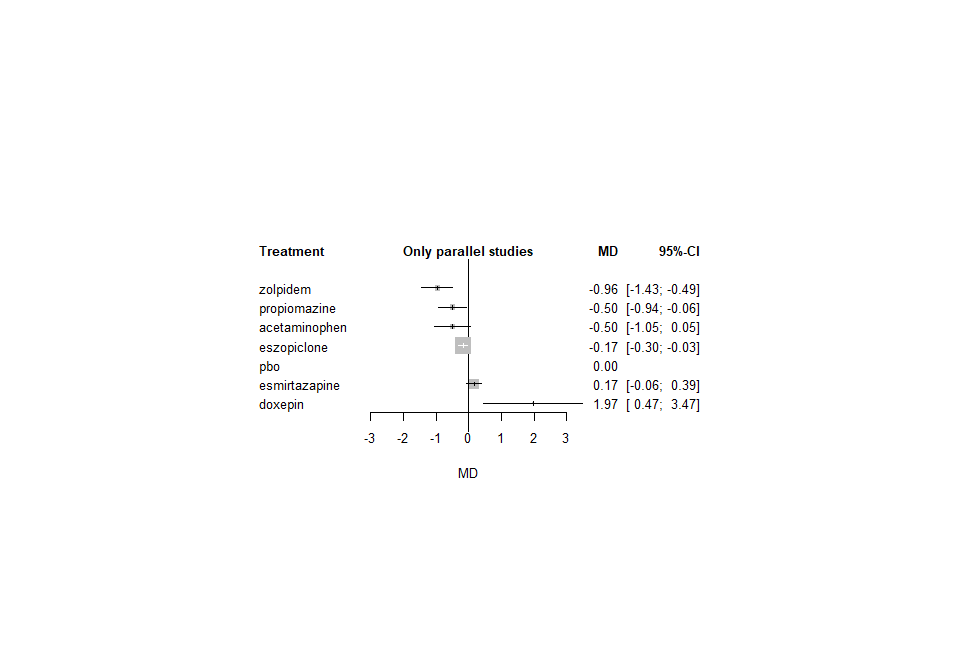 Treatment Only parallel studies MD 95%-CI
zolpidem -0.96 [-1.43; -0.49]
propiomazine -0.50 [-0.94; -0.06]
acetaminophen -0.50 [-1.05; 0.05]
eszopiclone -0.17 [-0.30; -0.03]
pbo 0.00
esmirtazapine 0.17 [-0.06; 0.39]
doxepin 1.97 [ 0.47; 3.47]
-3 -2 -1 0 1 2 3
MD